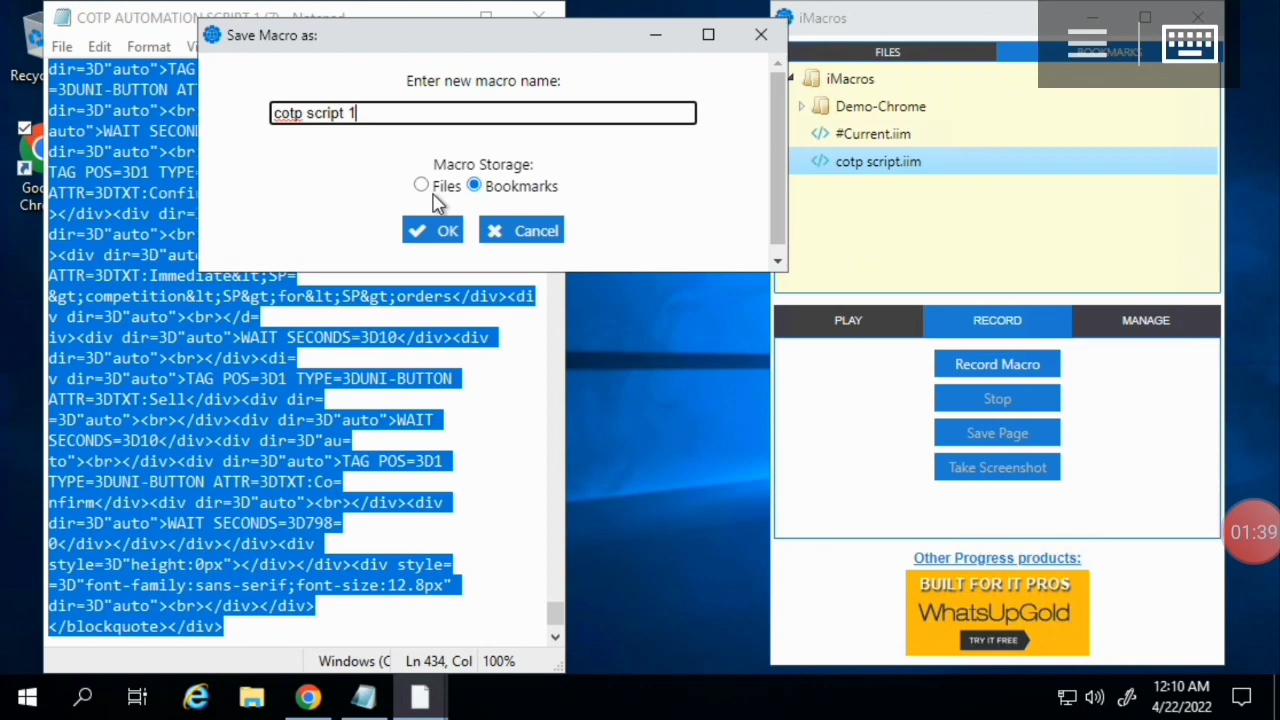 COTP AUTOMATION SCRIPT 1 (7) - Notepad
File Edit Format Vi
dir=3D"auto">TAG
=3DUNI-BUTTON AT
dir=3D"auto"><br
auto">WAIT SECON
dir=3D"auto"><br
TAG POS=3D1 TYPE
ATTR=3DTXT:Confi
></div><div dir=
dir=3D"auto"><br
><div dir=3D"aut
ATTR=3DTXT:Immediate&lt;SP=
&gt;competition&lt;SP&gt;for&lt;SP&gt;orders</div><di
v dir=3D"auto"><br></d=
iv><div dir=3D"auto">WAIT SECONDS=3D10</div><div
dir=3D"auto"><br></div><di=
v dir=3D"auto">TAG POS=3D1 TYPE=3DUNI-BUTTON
ATTR=3DTXT:Sell</div><div dir=
=3D"auto"><br></div><div dir=3D"auto">WAIT
SECONDS=3D10</div><div dir=3D"au=
to"><br></div><div dir=3D"auto">TAG POS=3D1
TYPE=3DUNI-BUTTON ATTR=3DTXT:Co=
nfirm</div><div dir=3D"auto"><br></div><div
dir=3D"auto">WAIT SECONDS=3D798=
0</div></div></div><div
style=3D"height:0px"></div><div style=
=3D"font-family:sans-serif;font-size:12.8px"
dir=3D"auto"><br></div></div>
</blockquote></div>
Windows (C Ln 434, Col 100%
Recyc
Goo
Chr
Save Macro as:
Enter new macro name:
cotp script 1
Macro Storage:
Files Bookmarks
OK Cancel
iMacros
FILES BOOKMARKS
iMacros
Demo-Chrome
#Current.iim
cotp script.iim
PLAY RECORD MANAGE
Record Macro
Stop
Save Page
Take Screenshot
Other Progress products:
BUILT FOR IT PROS
WhatsUpGold
TRY IT FREE
01:39
12:10 AM
4/22/2022